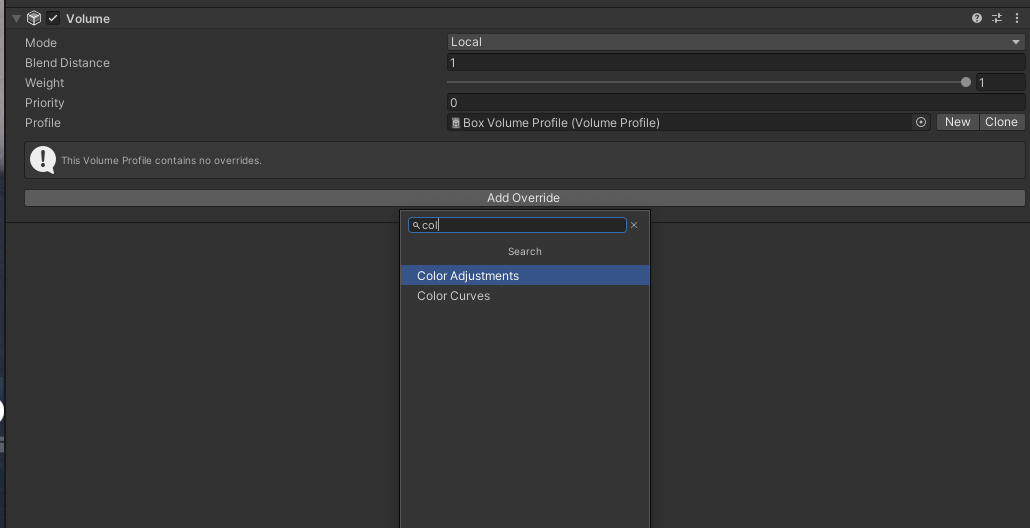 Volume
Mode Local
Blend Distance 1
Weight 1
Priority 0
Profile Box Volume Profile (Volume Profile) New Clone
This Volume Profile contains no overrides.
Add Override
col
Search
Color Adjustments
Color Curves